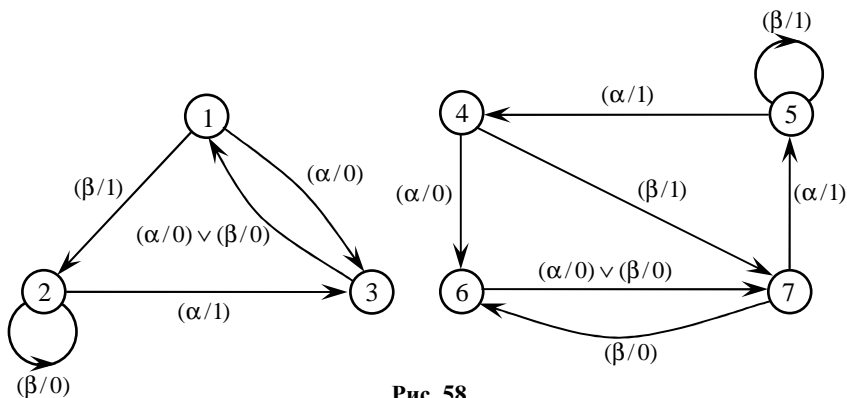 (β/1)
(α/1)
1
4
5
(β/1)
(α/0)
(α/0)
(β/1)
(α/1)
(α/0) ∨ (β/0)
(α/0) ∨ (β/0)
2
3
6
7
(α/1)
(β/0)
(β/0)
Рис. 58